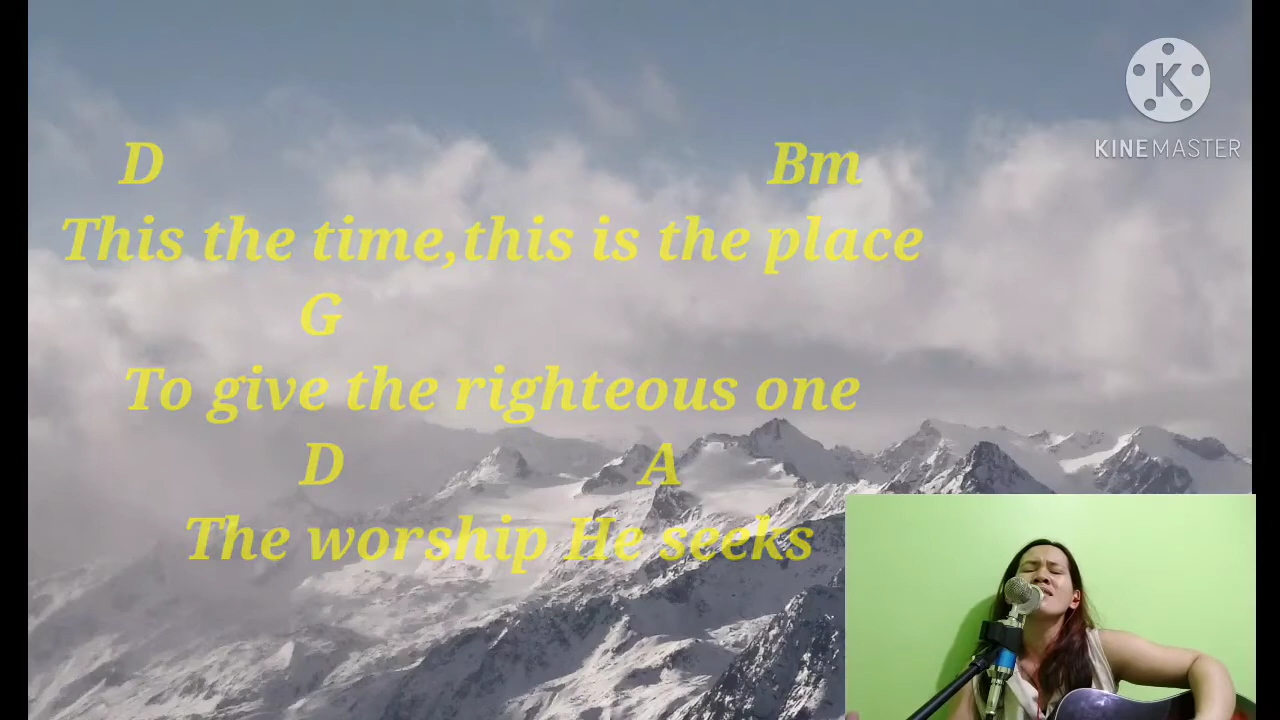 KINEMASTER
D Bm
This the time,this is the place
G
To give the righteous one
D A
The worship He seeks